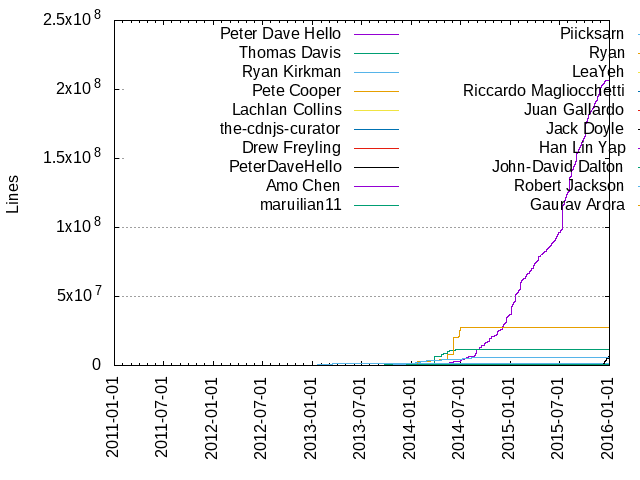 2.5x10^8
2x10^8
1.5x10^8
1x10^8
5x10^7
0
Lines
Peter Dave Hello
Thomas Davis
Ryan Kirkman
Pete Cooper
Lachlan Collins
the-cdnjs-curator
Drew Freyling
PeterDaveHello
Amo Chen
maruilian11
Piicksarn
Ryan
LeaYeh
Riccardo Magliocchetti
Juan Gallardo
Jack Doyle
Han Lin Yap
John-David Dalton
Robert Jackson
Gaurav Arora
2011-01-01
2011-07-01
2012-01-01
2012-07-01
2013-01-01
2013-07-01
2014-01-01
2014-07-01
2015-01-01
2015-07-01
2016-01-01